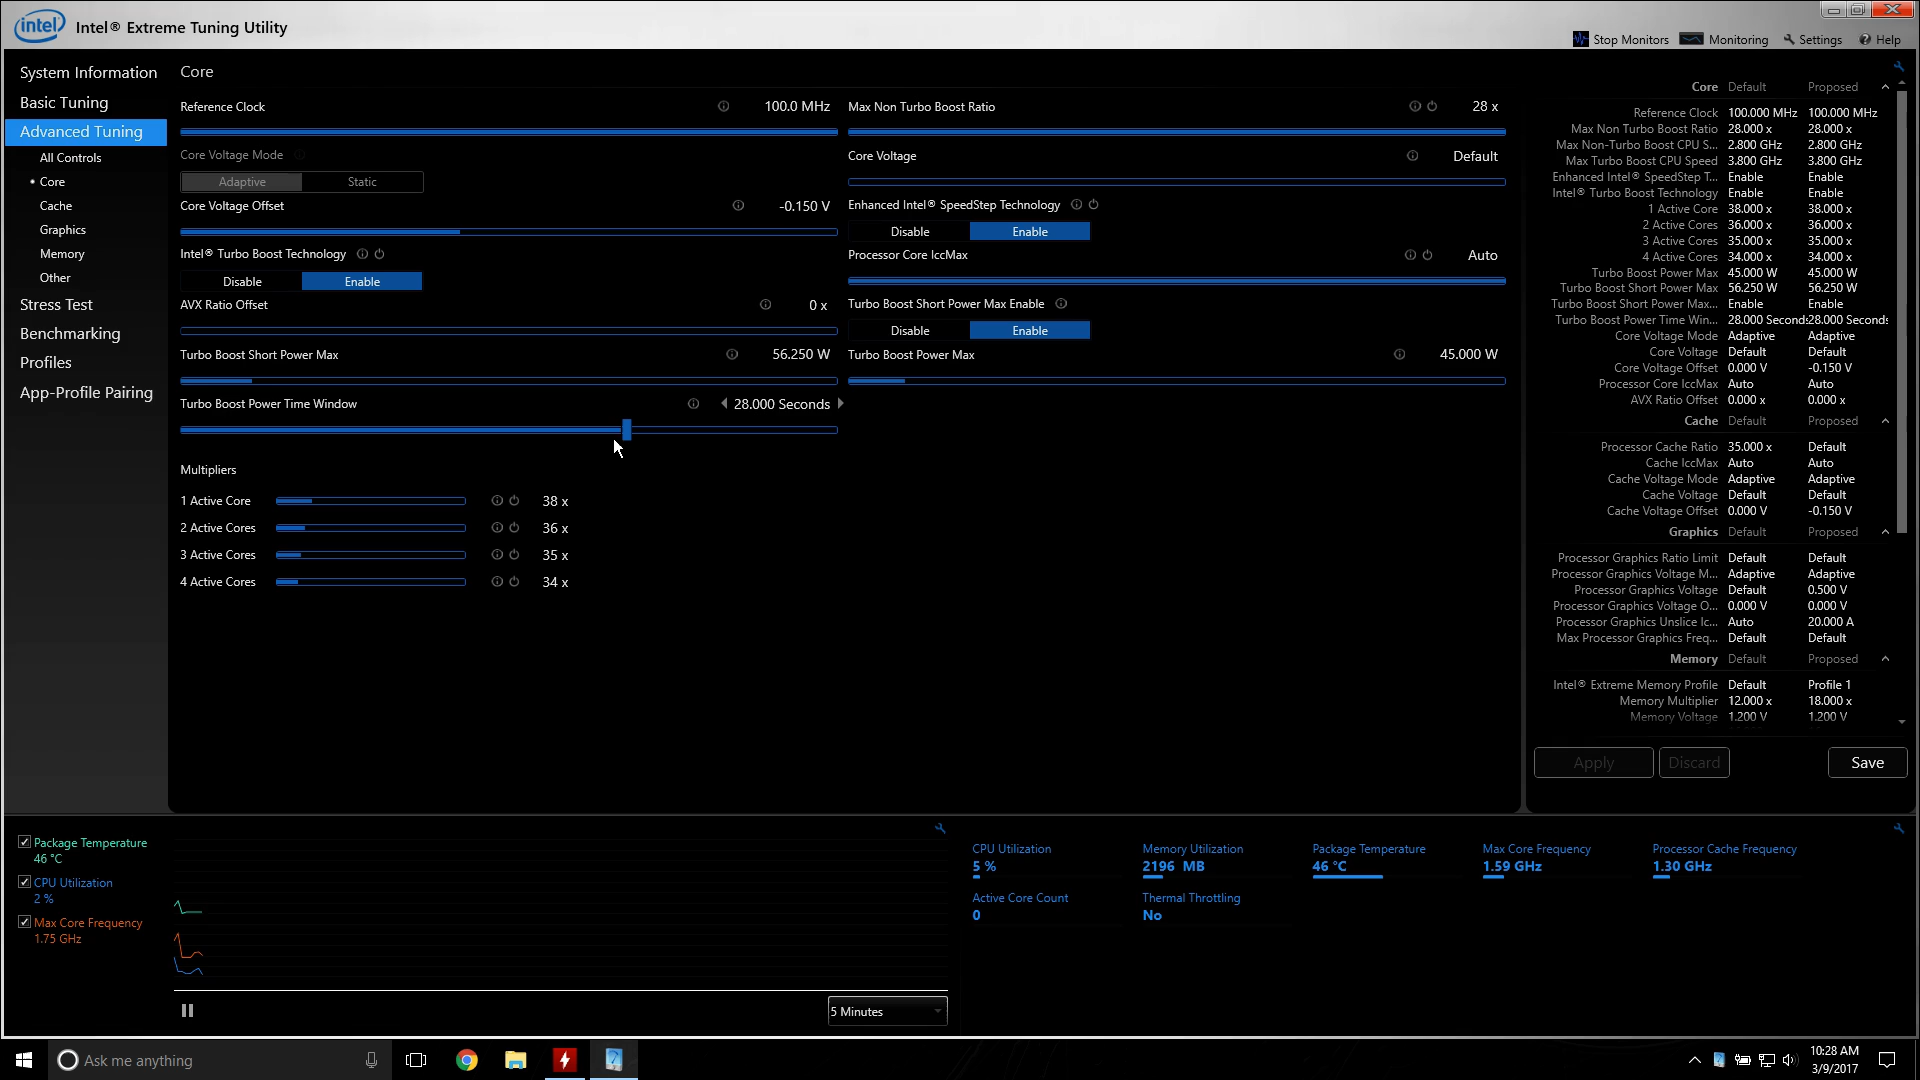 intel
Intel® Extreme Tuning Utility
Stop Monitors
Monitoring
Settings
Help
System Information
Basic Tuning
Advanced Tuning
All Controls
• Core
Cache
Graphics
Memory
Other
Stress Test
Benchmarking
Profiles
App-Profile Pairing
Core
Reference Clock 100.0 MHz
Max Non Turbo Boost Ratio 28 x
Core Voltage Mode
Adaptive Static
Core Voltage Default
Core Voltage Offset -0.150 V
Enhanced Intel® SpeedStep Technology
Disable Enable
Intel® Turbo Boost Technology
Disable Enable
Processor Core IccMax Auto
AVX Ratio Offset 0 x
Turbo Boost Short Power Max Enable
Disable Enable
Turbo Boost Short Power Max 56.250 W
Turbo Boost Power Max 45.000 W
Turbo Boost Power Time Window 28.000 Seconds
Multipliers
1 Active Core 38 x
2 Active Cores 36 x
3 Active Cores 35 x
4 Active Cores 34 x
Core Default Proposed
Reference Clock 100.000 MHz 100.000 MHz
Max Non Turbo Boost Ratio 28.000 x 28.000 x
Max Non-Turbo Boost CPU S... 2.800 GHz 2.800 GHz
Max Turbo Boost CPU Speed 3.800 GHz 3.800 GHz
Enhanced Intel® SpeedStep T... Enable Enable
Intel® Turbo Boost Technology Enable Enable
1 Active Core 38.000 x 38.000 x
2 Active Cores 36.000 x 36.000 x
3 Active Cores 35.000 x 35.000 x
4 Active Cores 34.000 x 34.000 x
Turbo Boost Power Max 45.000 W 45.000 W
Turbo Boost Short Power Max 56.250 W 56.250 W
Turbo Boost Short Power Max... Enable Enable
Turbo Boost Power Time Win... 28.000 Seconds 28.000 Seconds
Core Voltage Mode Adaptive Adaptive
Core Voltage Default Default
Core Voltage Offset 0.000 V -0.150 V
Processor Core IccMax Auto Auto
AVX Ratio Offset 0.000 x 0.000 x
Cache Default Proposed
Processor Cache Ratio 35.000 x Default
Cache IccMax Auto Auto
Cache Voltage Mode Adaptive Adaptive
Cache Voltage Default Default
Cache Voltage Offset 0.000 V -0.150 V
Graphics Default Proposed
Processor Graphics Ratio Limit Default Default
Processor Graphics Voltage M... Adaptive Adaptive
Processor Graphics Voltage Default 0.500 V
Processor Graphics Voltage O... 0.000 V 0.000 V
Processor Graphics Unslice Ic... Auto 20.000 A
Max Processor Graphics Freq... Default Default
Memory Default Proposed
Intel® Extreme Memory Profile Default Profile 1
Memory Multiplier 12.000 x 18.000 x
Memory Voltage 1.200 V 1.200 V
Apply Discard Save
Package Temperature
46 °C
CPU Utilization
2 %
Max Core Frequency
1.75 GHz
5 Minutes
CPU Utilization
5 %
Memory Utilization
2196 MB
Package Temperature
46 °C
Max Core Frequency
1.59 GHz
Processor Cache Frequency
1.30 GHz
Active Core Count
0
Thermal Throttling
No
Ask me anything
10:28 AM
3/9/2017